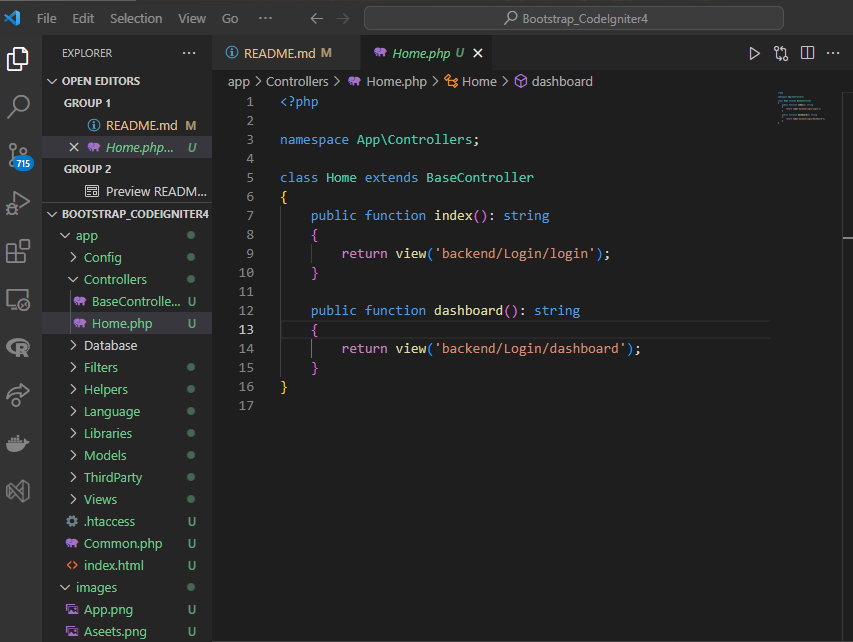 File Edit Selection View Go ··· Bootstrap_CodeIgniter4
EXPLORER ···
OPEN EDITORS
GROUP 1
README.md M
Home.php... U
GROUP 2
Preview READM...
BOOTSTRAP_CODEIGNITER4
app
Config
Controllers
BaseControlle... U
Home.php U
Database
Filters
Helpers
Language
Libraries
Models
ThirdParty
Views
.htaccess U
Common.php U
index.html U
images
App.png U
Aseets.png U
715
README.md M Home.php U
app > Controllers > Home.php > Home > dashboard
1 <?php
2
3 namespace App\Controllers;
4
5 class Home extends BaseController
6 {
7 public function index(): string
8 {
9 return view('backend/Login/login');
10 }
11
12 public function dashboard(): string
13 {
14 return view('backend/Login/dashboard');
15 }
16 }
17